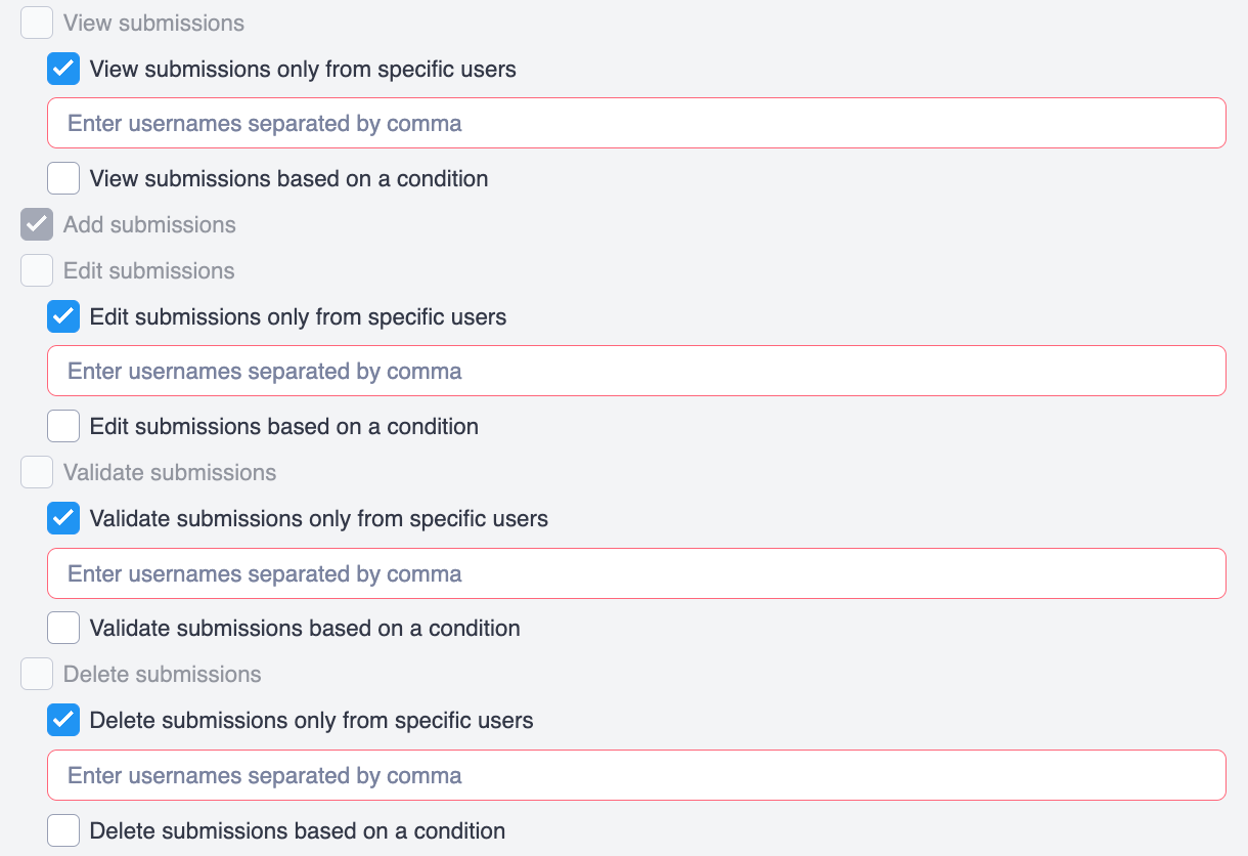 View submissions
View submissions only from specific users
Enter usernames separated by comma
View submissions based on a condition
Add submissions
Edit submissions
Edit submissions only from specific users
Enter usernames separated by comma
Edit submissions based on a condition
Validate submissions
Validate submissions only from specific users
Enter usernames separated by comma
Validate submissions based on a condition
Delete submissions
Delete submissions only from specific users
Enter usernames separated by comma
Delete submissions based on a condition